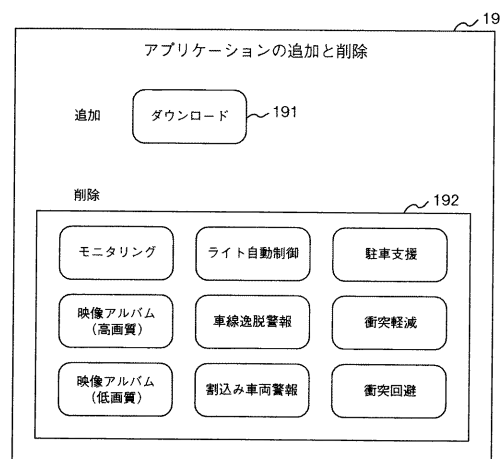 19
アプリケーションの追加と削除
追加
ダウンロード
191
削除
192
モニタリング
ライト自動制御
駐車支援
映像アルバム
(高画質)
車線逸脱警報
衝突軽減
映像アルバム
(低画質)
割込み車両警報
衝突回避